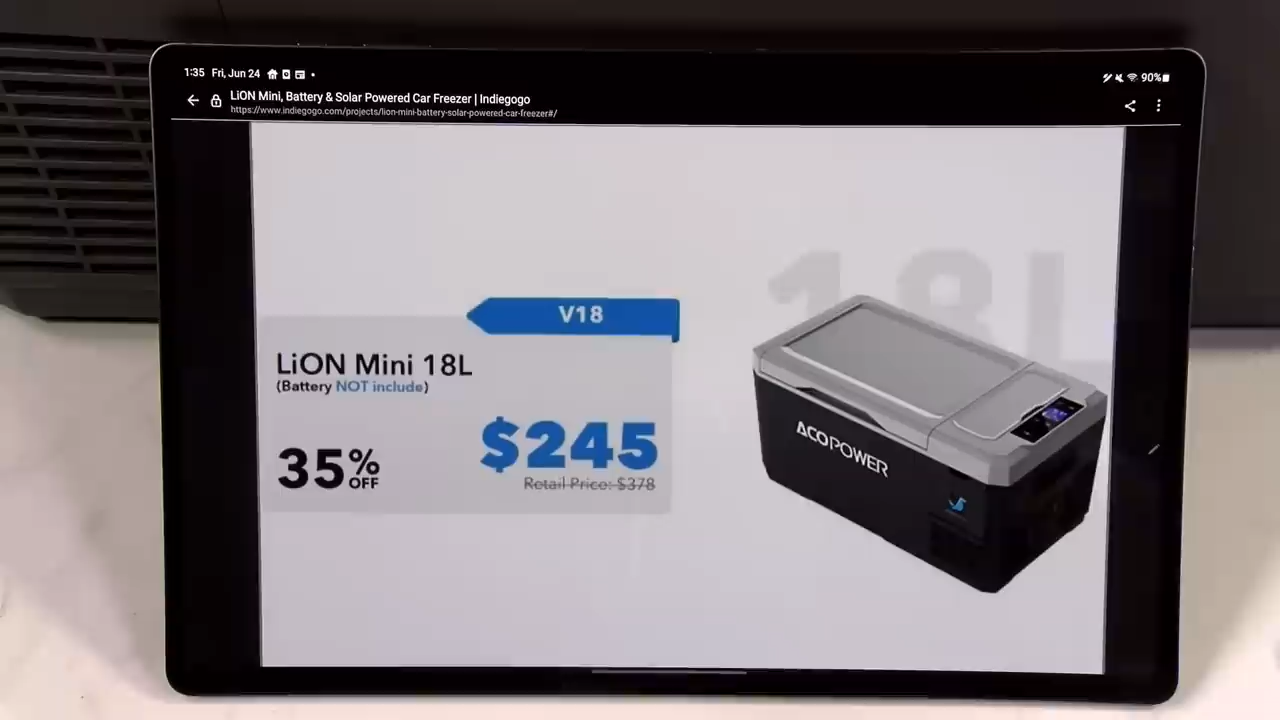 1:35 Fri, Jun 24
90%
LiON Mini, Battery & Solar Powered Car Freezer | Indiegogo
https://www.indiegogo.com/projects/lion-mini-battery-solar-powered-car-freezer#/
18L
V18
LiON Mini 18L
(Battery NOT include)
$245
35% OFF
Retail Price: $378
ACOPOWER